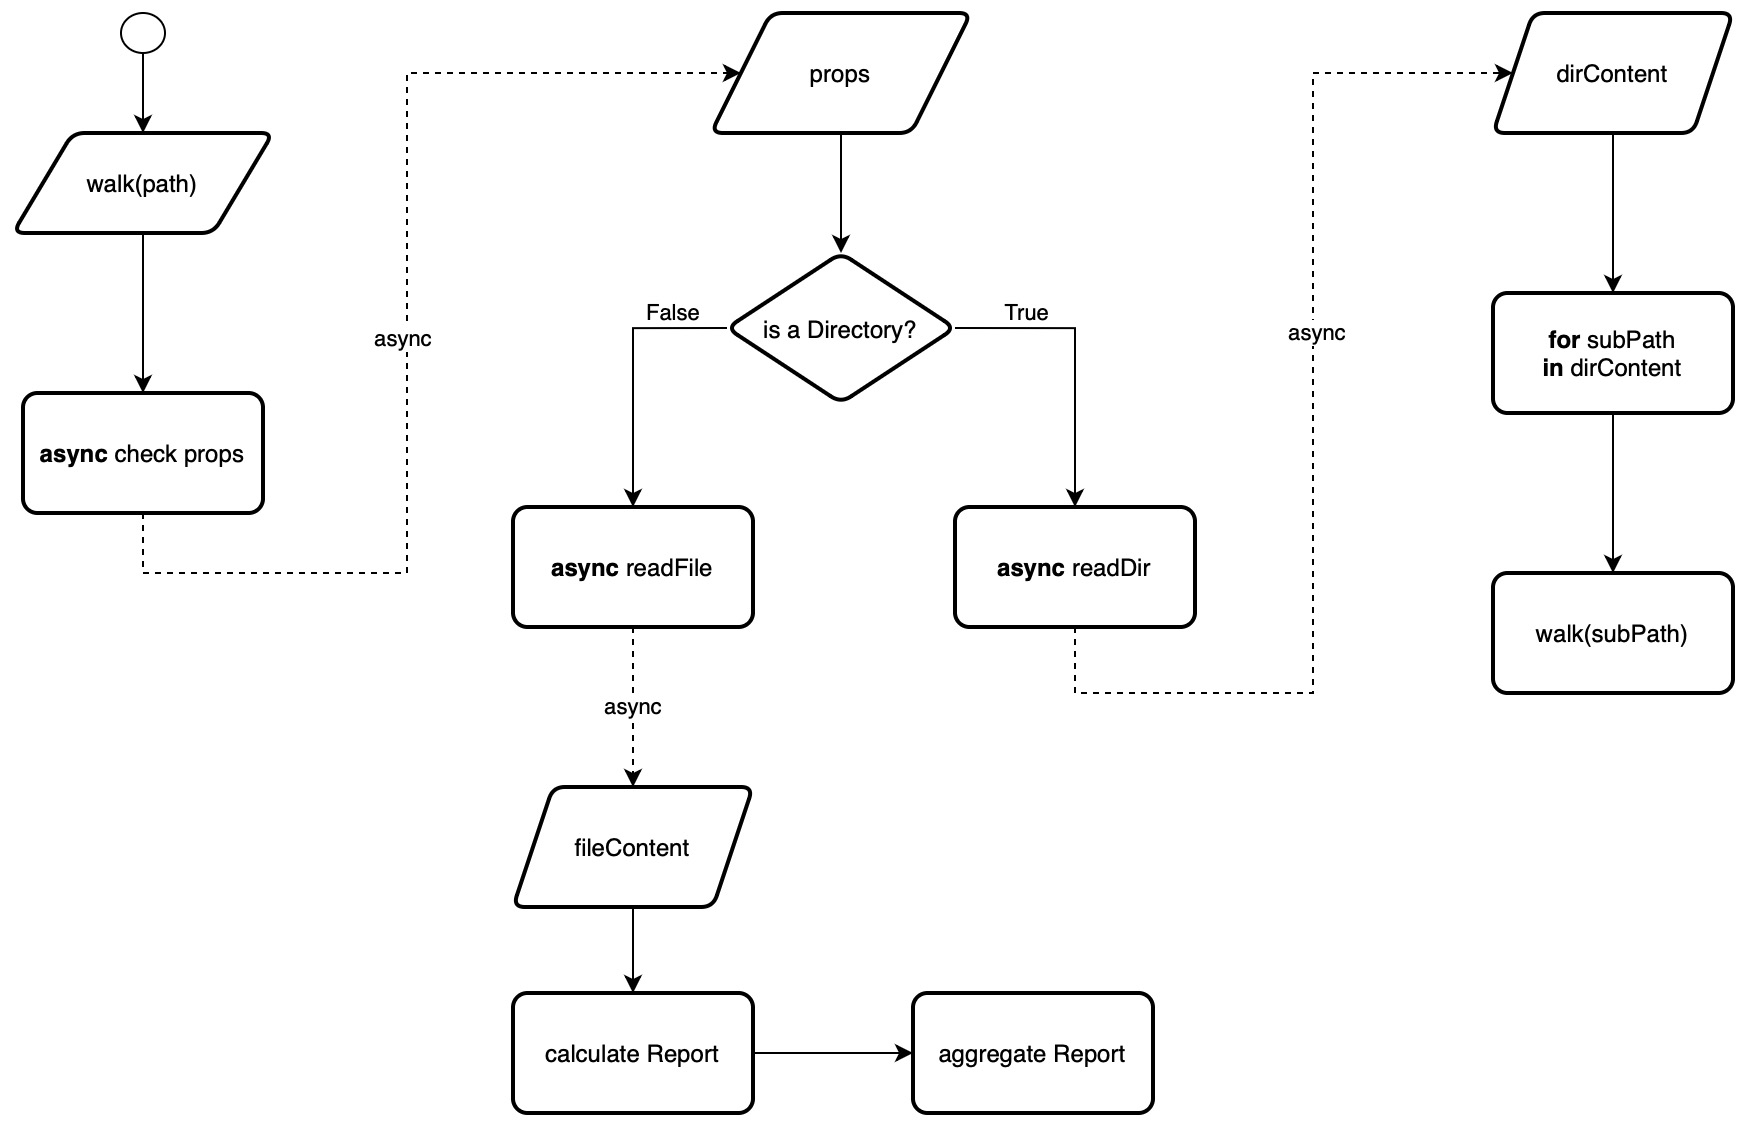 walk(path)
async check props
async
props
is a Directory?
False
True
async readFile
async readDir
async
fileContent
calculate Report
aggregate Report
async
dirContent
for subPath
in dirContent
walk(subPath)